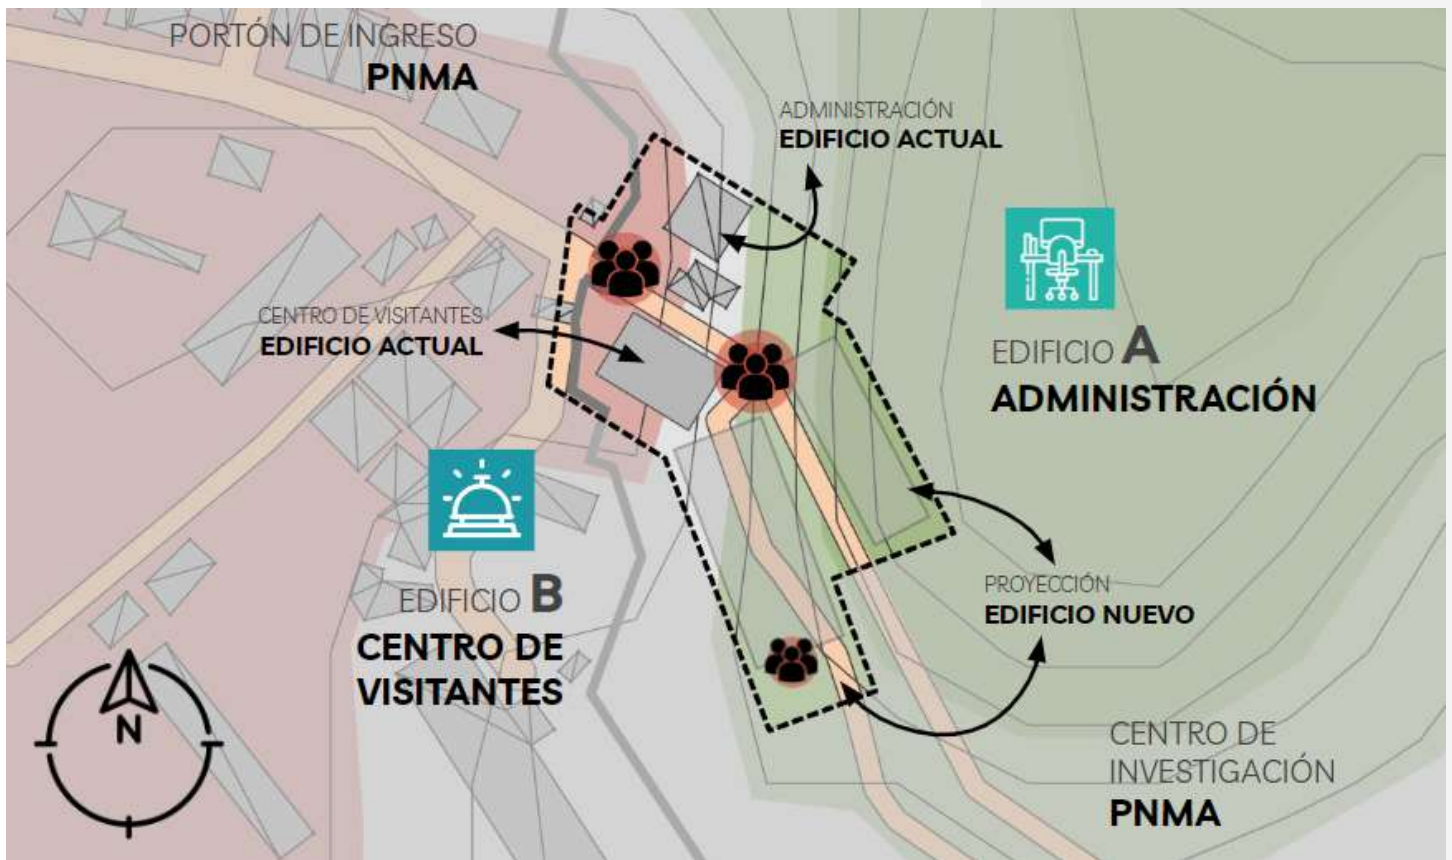 PORTÓN DE INGRESO
PNMA
ADMINISTRACIÓN
EDIFICIO ACTUAL
CENTRO DE VISITANTES
EDIFICIO ACTUAL
EDIFICIO A
ADMINISTRACIÓN
EDIFICIO B
CENTRO DE
VISITANTES
PROYECCIÓN
EDIFICIO NUEVO
CENTRO DE
INVESTIGACIÓN
PNMA
N